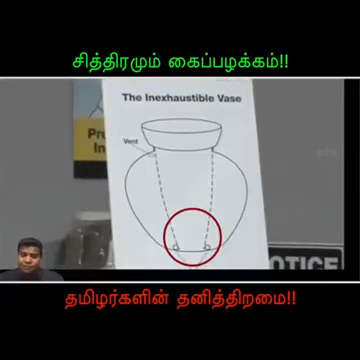 சித்திரமும் கைப்பழக்கம்!!
The Inexhaustible Vase
Vent
NOTICE
தமிழர்களின் தனித்திறமை!!